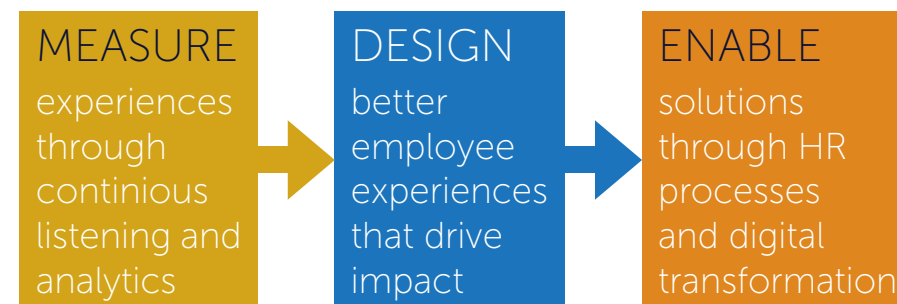 MEASURE
experiences
through
continious
listening and
analytics
DESIGN
better
employee
experiences
that drive
impact
ENABLE
solutions
through HR
processes
and digital
transformation